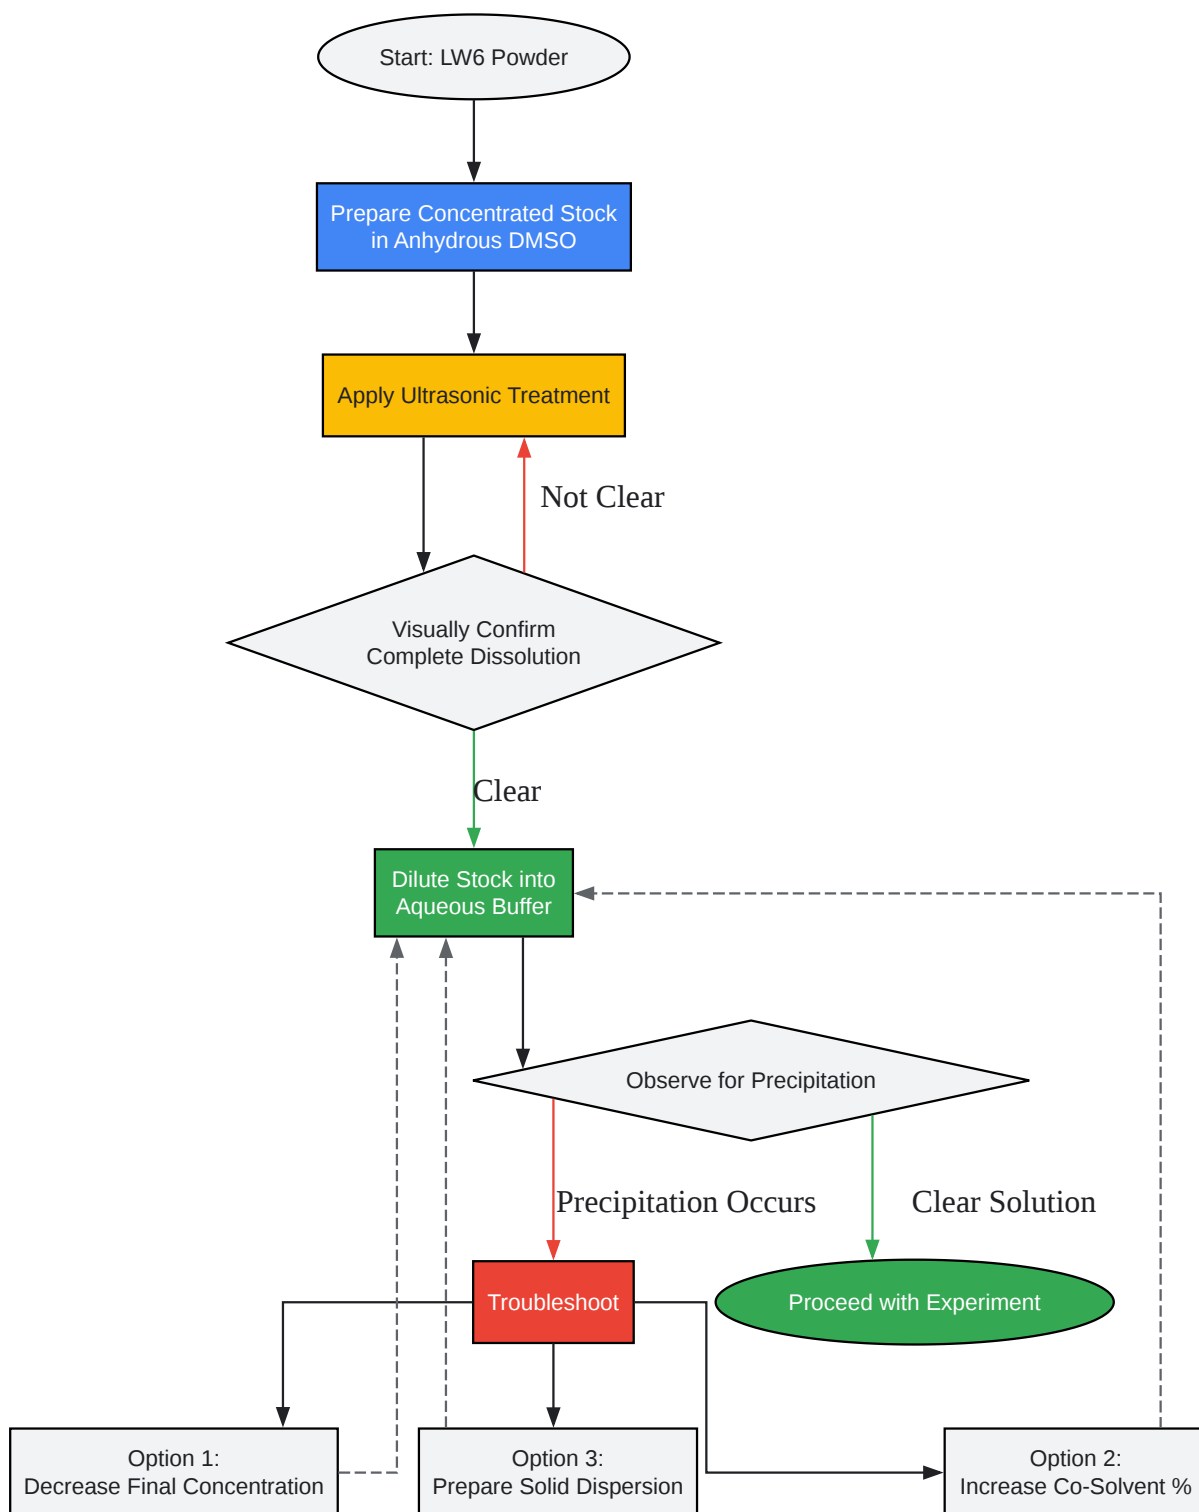 Start: LW6 Powder
Prepare Concentrated Stock
in Anhydrous DMSO
Apply Ultrasonic Treatment
Not Clear
Visually Confirm
Complete Dissolution
Clear
Dilute Stock into
Aqueous Buffer
Observe for Precipitation
Precipitation Occurs
Clear Solution
Troubleshoot
Proceed with Experiment
Option 1:
Decrease Final Concentration
Option 3:
Prepare Solid Dispersion
Option 2:
Increase Co-Solvent %